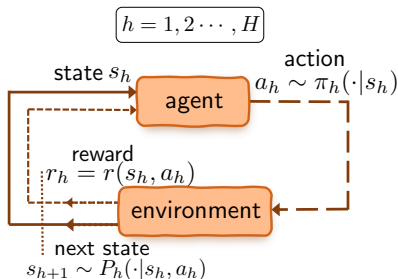 h = 1, 2 ⋯ , H
action
state s_h
a_h ∼ π_h(·|s_h)
agent
reward
r_h = r(s_h, a_h)
environment
next state
s_{h+1} ∼ P_h(·|s_h, a_h)